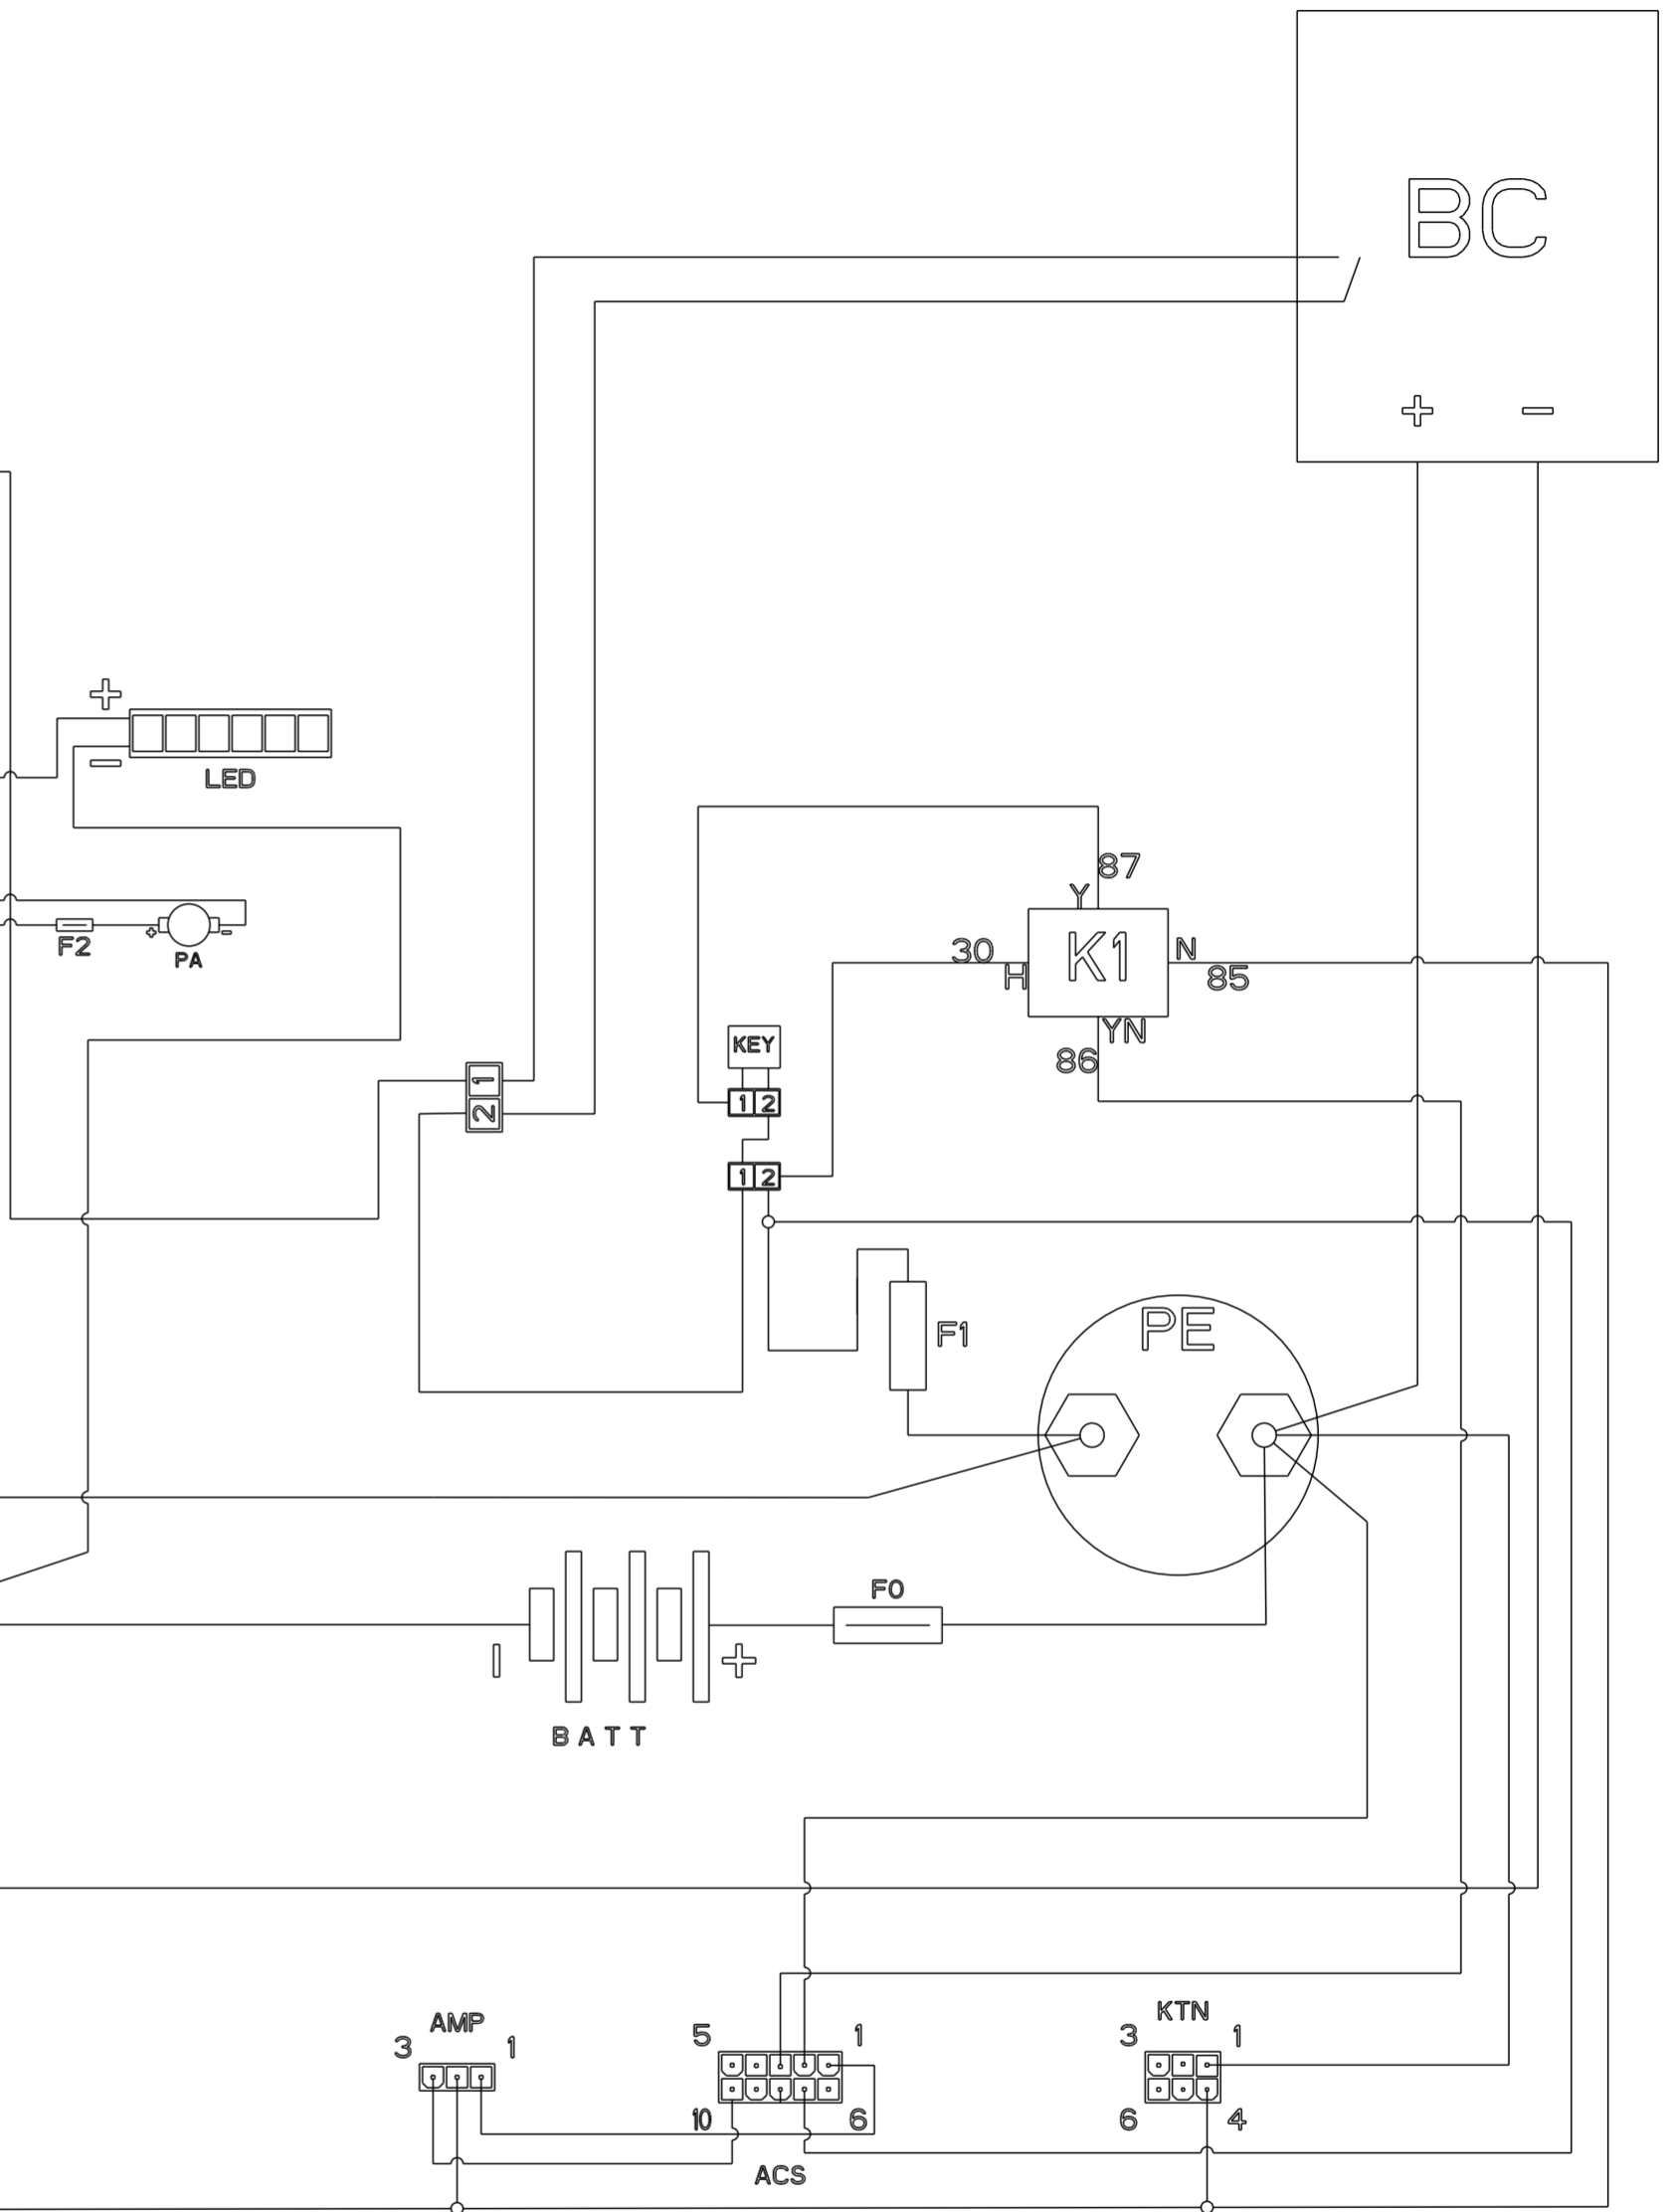 BC
+ −
+
LED
−
87
Y
30
K1
N
H
85
F2
+ −
PA
KEY
YN
86
1
1 2
2
1 2
PE
F1
F0
− +
BATT
AMP
KTN
3 1
5 1
3 1
10 6
6 4
ACS